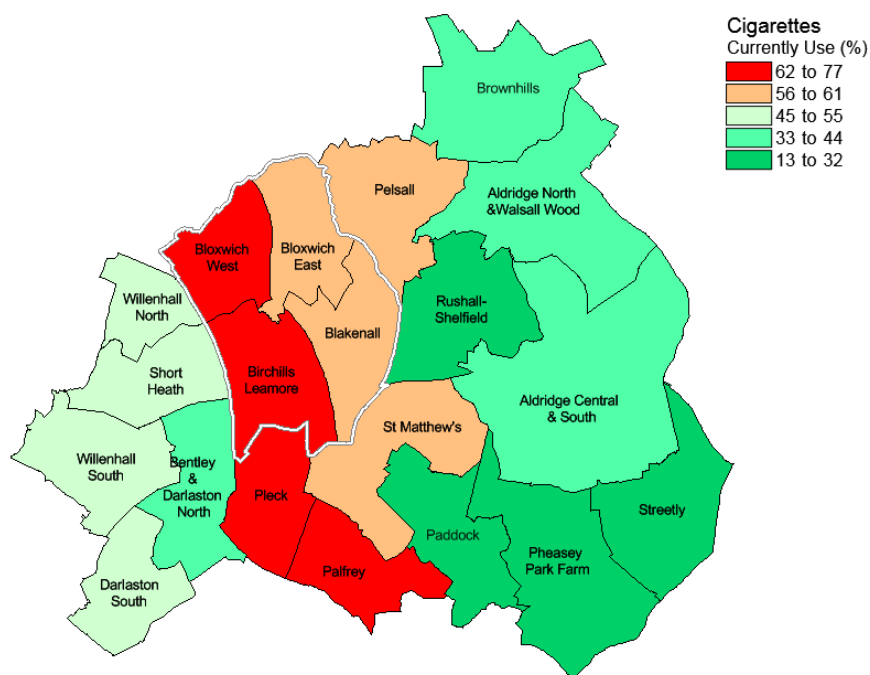 Cigarettes
Currently Use (%)
62 to 77
56 to 61
45 to 55
33 to 44
13 to 32
Brownhills
Pelsall
Aldridge North
&Walsall Wood
Bloxwich
West
Bloxwich
East
Willenhall
North
Rushall-
Shelfield
Blakenall
Short
Heath
Birchills
Leamore
Aldridge Central
& South
St Matthew's
Willenhall
South
Bentley
&
Darlaston
North
Pleck
Streetly
Paddock
Pheasey
Park Farm
Palfrey
Darlaston
South